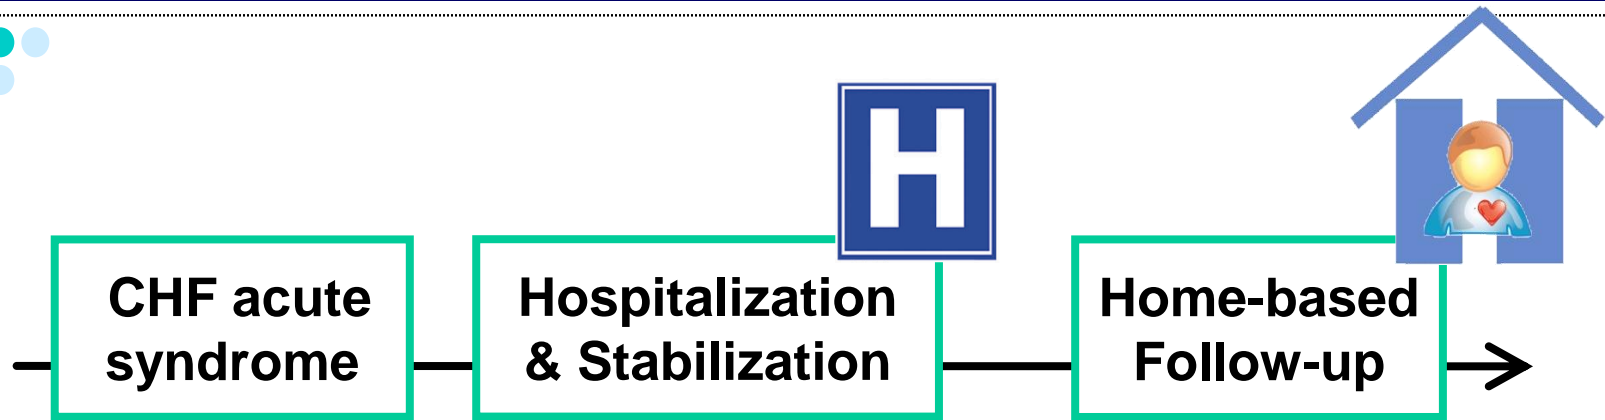 H
CHF acute
syndrome
Hospitalization
& Stabilization
Home-based
Follow-up